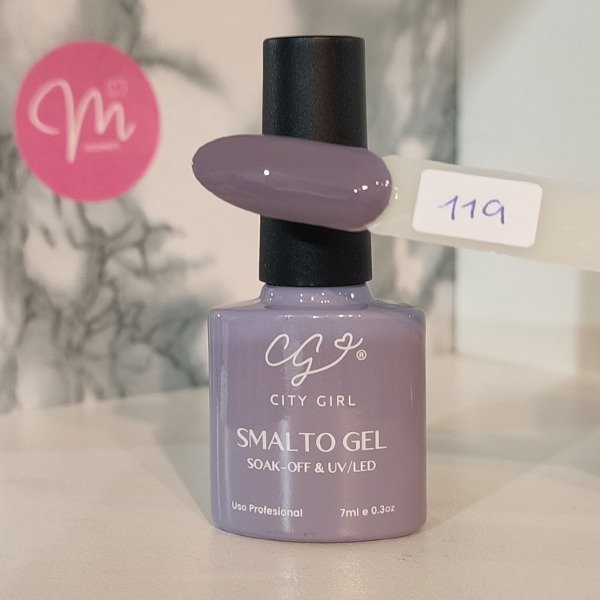 m
119
CG
®
CITY GIRL
SMALTO GEL
SOAK-OFF & UV/LED
Uso Profesional 7ml e 0.3oz